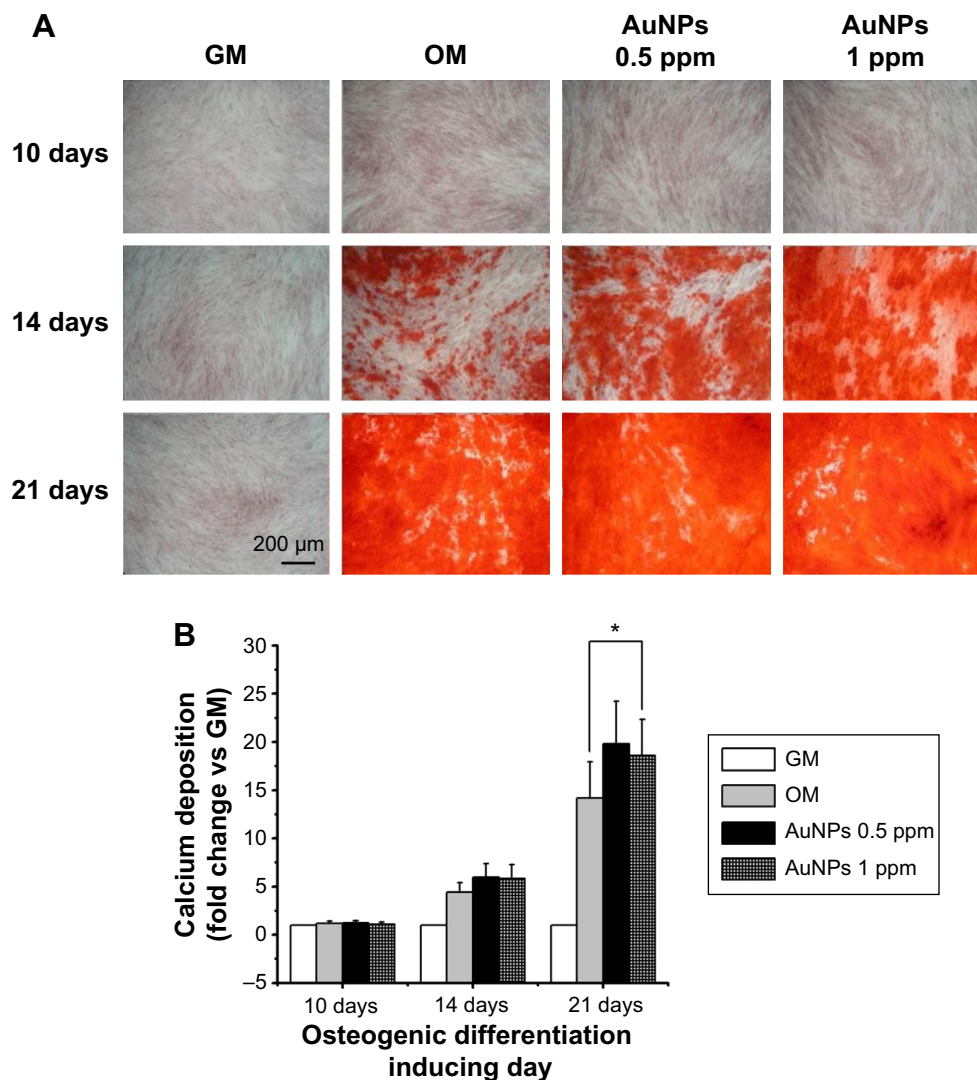 A
GM
OM
AuNPs
0.5 ppm
AuNPs
1 ppm
10 days
14 days
21 days
200 µm
B
Calcium deposition
(fold change vs GM)
30
25
20
15
10
5
0
–5
*
10 days
14 days
21 days
Osteogenic differentiation
inducing day
GM
OM
AuNPs 0.5 ppm
AuNPs 1 ppm